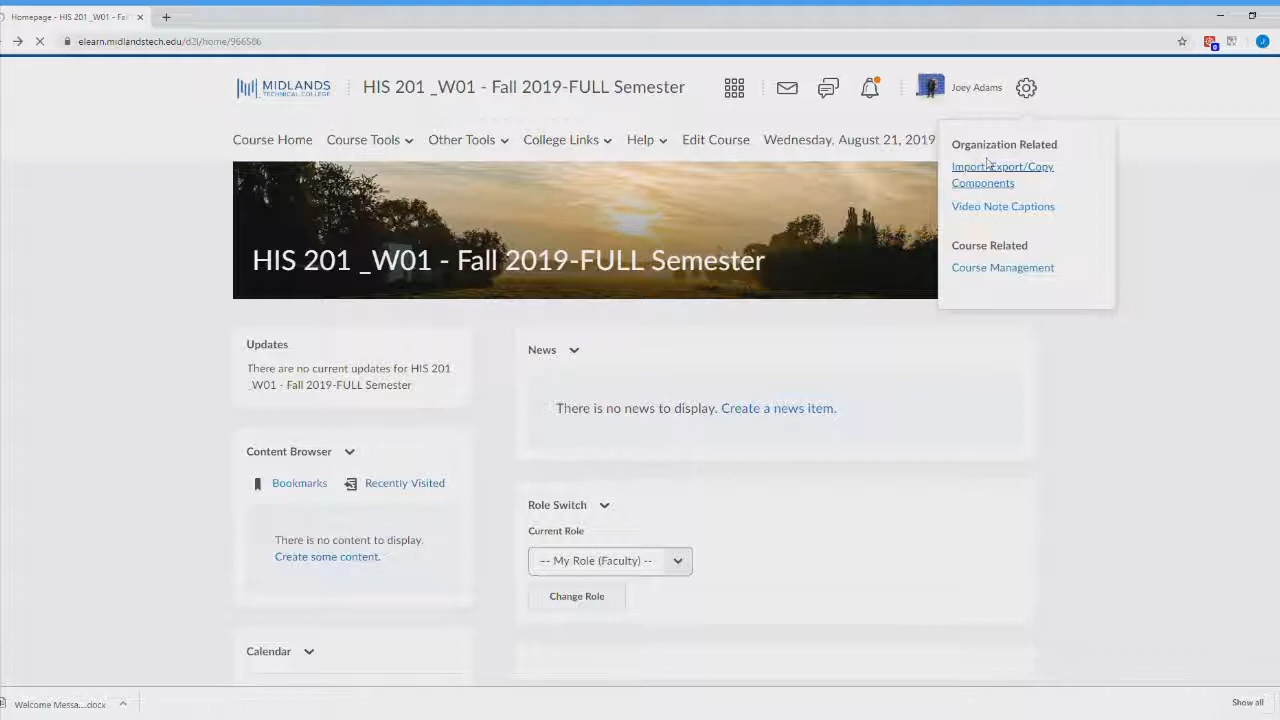 Homepage - HIS 201 _W01 - Fal
elearn.midlandstech.edu/d2l/home/966586
MIDLANDS
TECHNICAL COLLEGE
HIS 201 _W01 - Fall 2019-FULL Semester
Joey Adams
Course Home
Course Tools
Other Tools
College Links
Help
Edit Course
Wednesday, August 21, 2019
Organization Related
Import/Export/Copy
Components
Video Note Captions
Course Related
Course Management
HIS 201 _W01 - Fall 2019-FULL Semester
Updates
There are no current updates for HIS 201
_W01 - Fall 2019-FULL Semester
Content Browser
Bookmarks
Recently Visited
There is no content to display.
Create some content.
Calendar
News
There is no news to display. Create a news item.
Role Switch
Current Role
-- My Role (Faculty) --
Change Role
Welcome Messa....docx
Show all